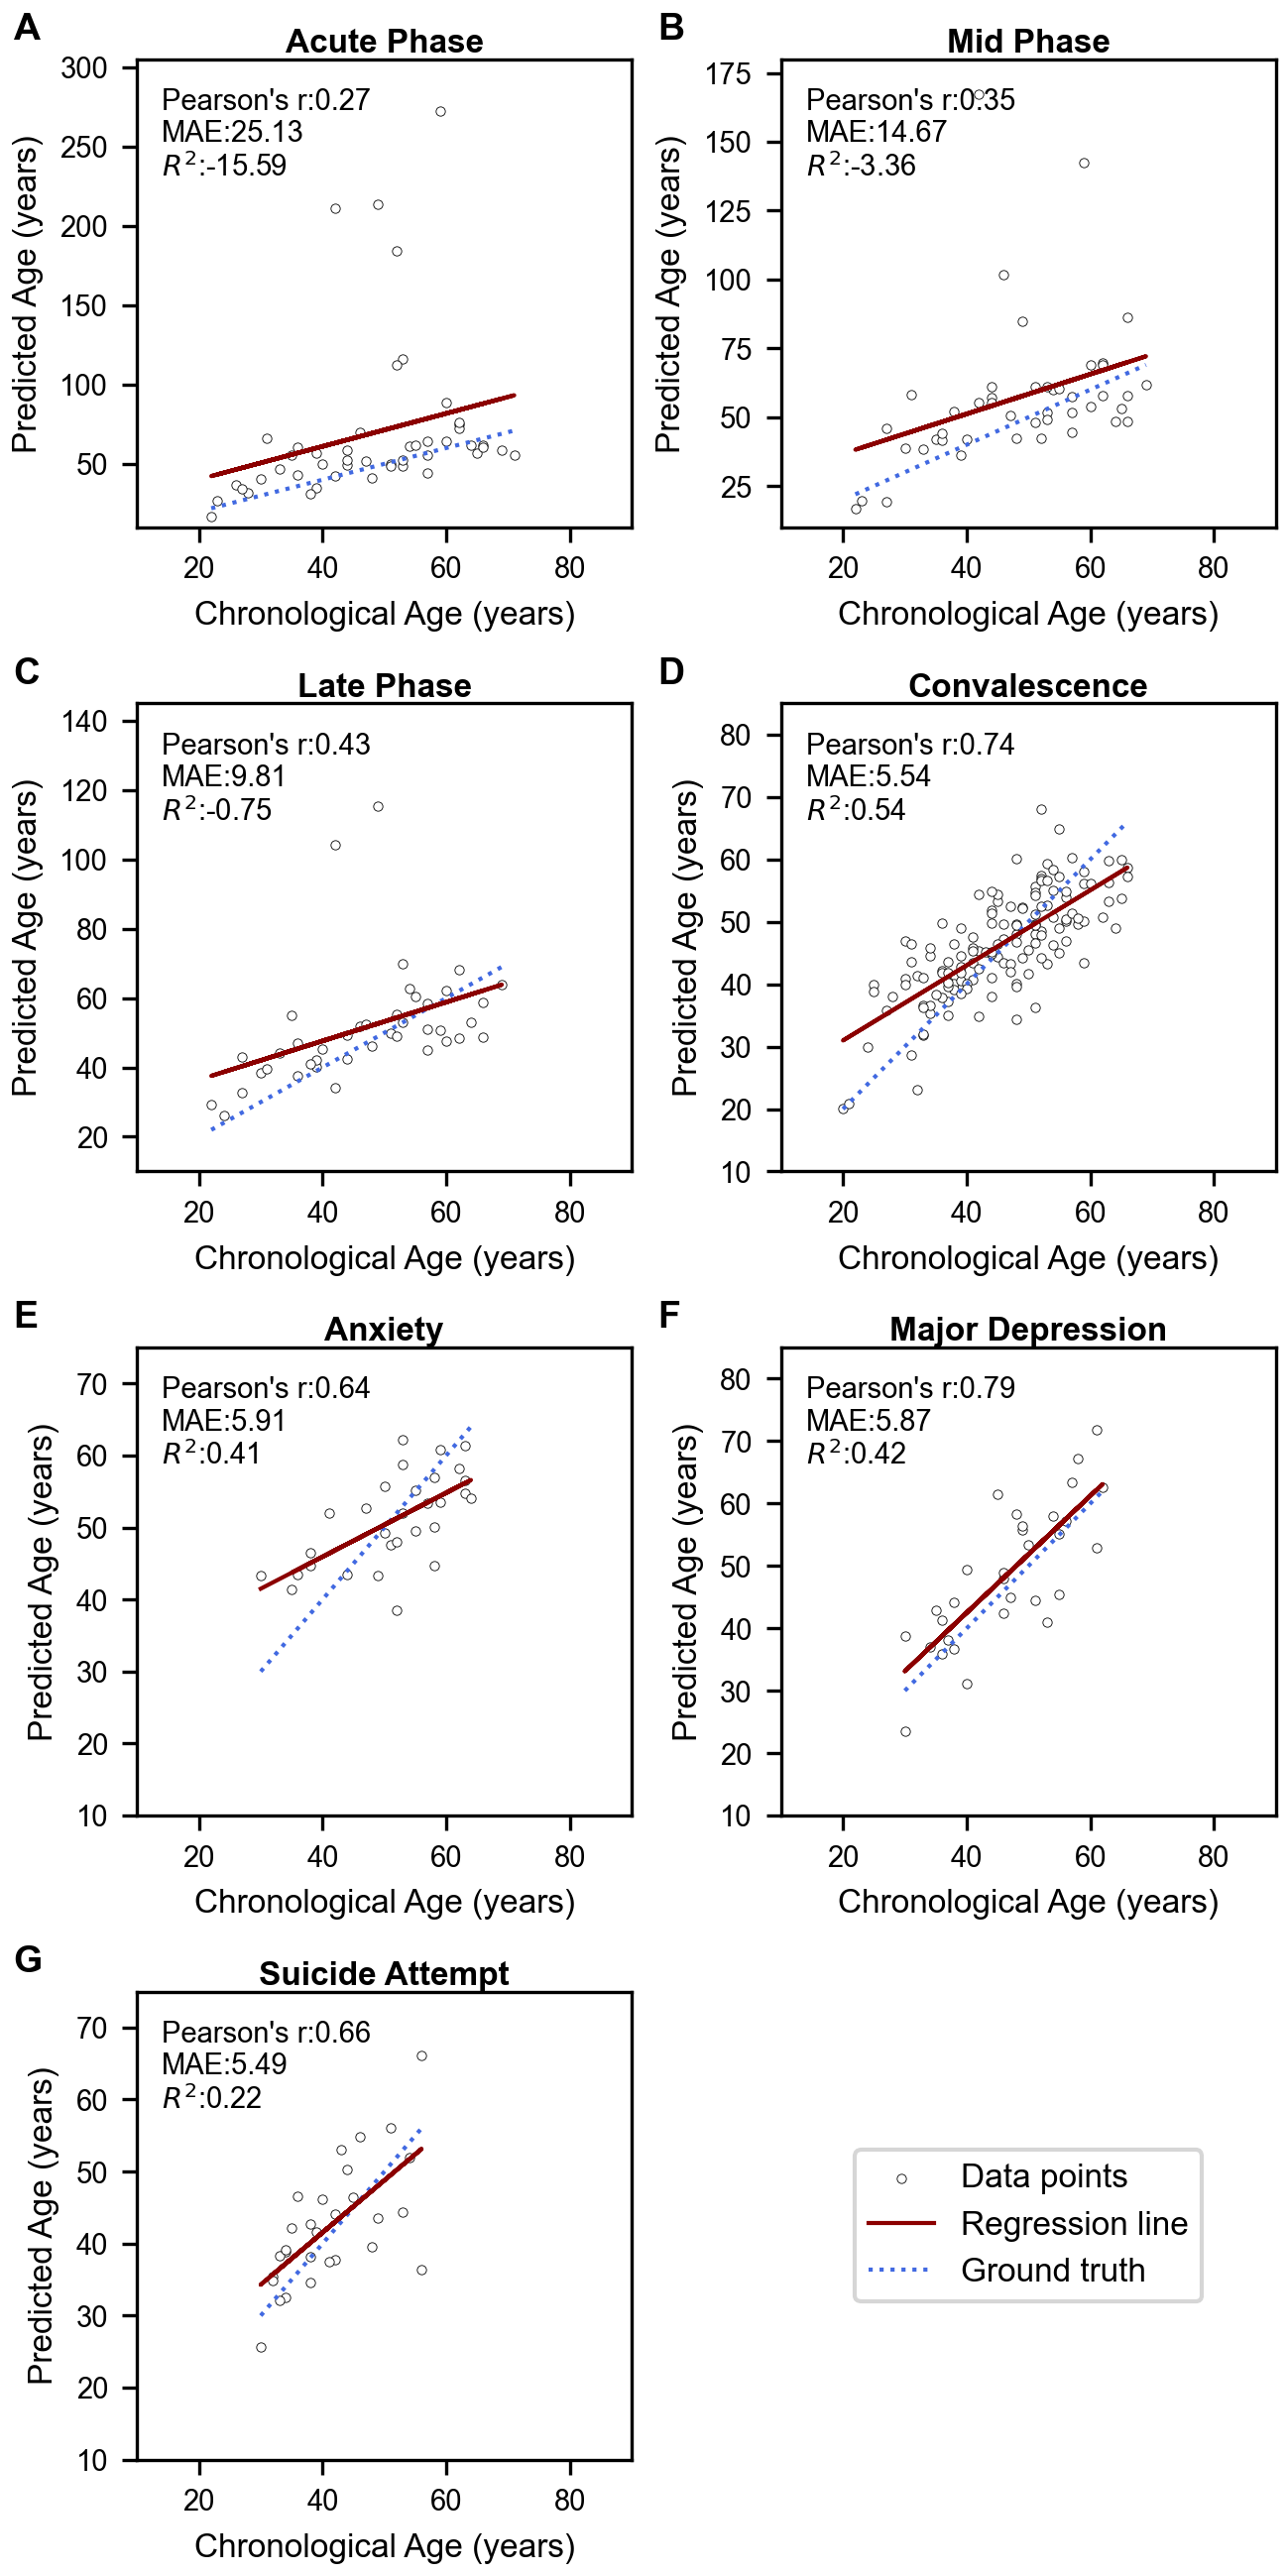 A
Acute Phase
Pearson's r:0.27
MAE:25.13
R²:-15.59
300
250
200
150
100
50
20 40 60 80
Predicted Age (years)
Chronological Age (years)
B
Mid Phase
Pearson's r:0.35
MAE:14.67
R²:-3.36
175
150
125
100
75
50
25
20 40 60 80
Predicted Age (years)
Chronological Age (years)
C
Late Phase
Pearson's r:0.43
MAE:9.81
R²:-0.75
140
120
100
80
60
40
20
20 40 60 80
Predicted Age (years)
Chronological Age (years)
D
Convalescence
Pearson's r:0.74
MAE:5.54
R²:0.54
80
70
60
50
40
30
20
10
20 40 60 80
Predicted Age (years)
Chronological Age (years)
E
Anxiety
Pearson's r:0.64
MAE:5.91
R²:0.41
70
60
50
40
30
20
10
20 40 60 80
Predicted Age (years)
Chronological Age (years)
F
Major Depression
Pearson's r:0.79
MAE:5.87
R²:0.42
80
70
60
50
40
30
20
10
20 40 60 80
Predicted Age (years)
Chronological Age (years)
G
Suicide Attempt
Pearson's r:0.66
MAE:5.49
R²:0.22
70
60
50
40
30
20
10
20 40 60 80
Predicted Age (years)
Chronological Age (years)
Data points
Regression line
Ground truth